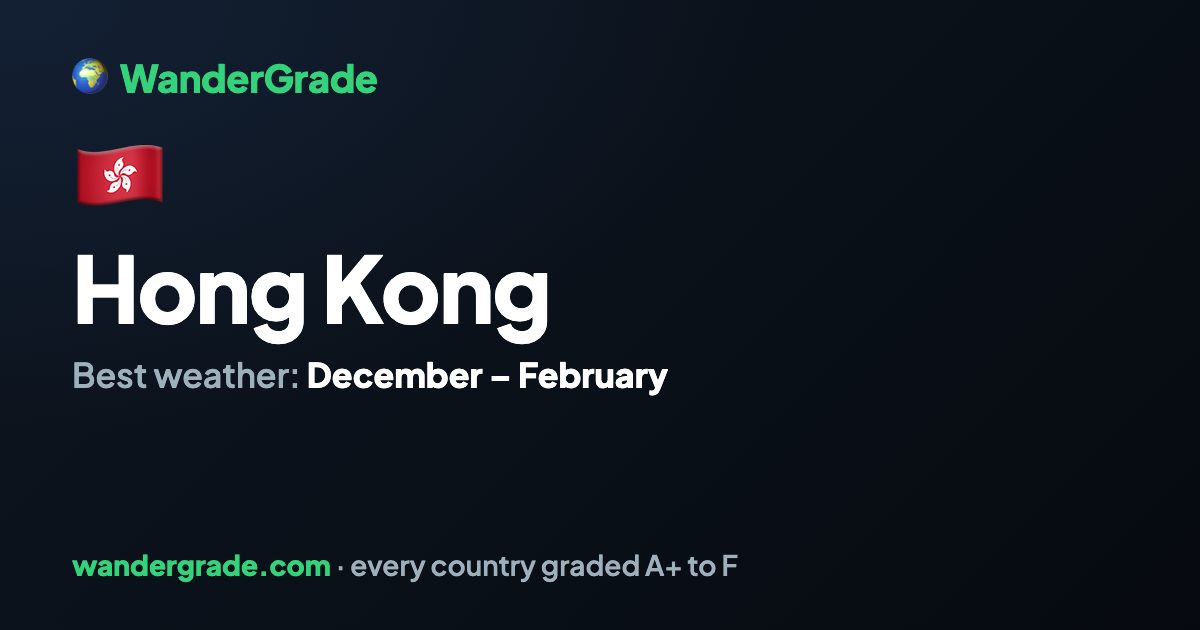 WanderGrade
Hong Kong
Best weather: December – February
wandergrade.com · every country graded A+ to F